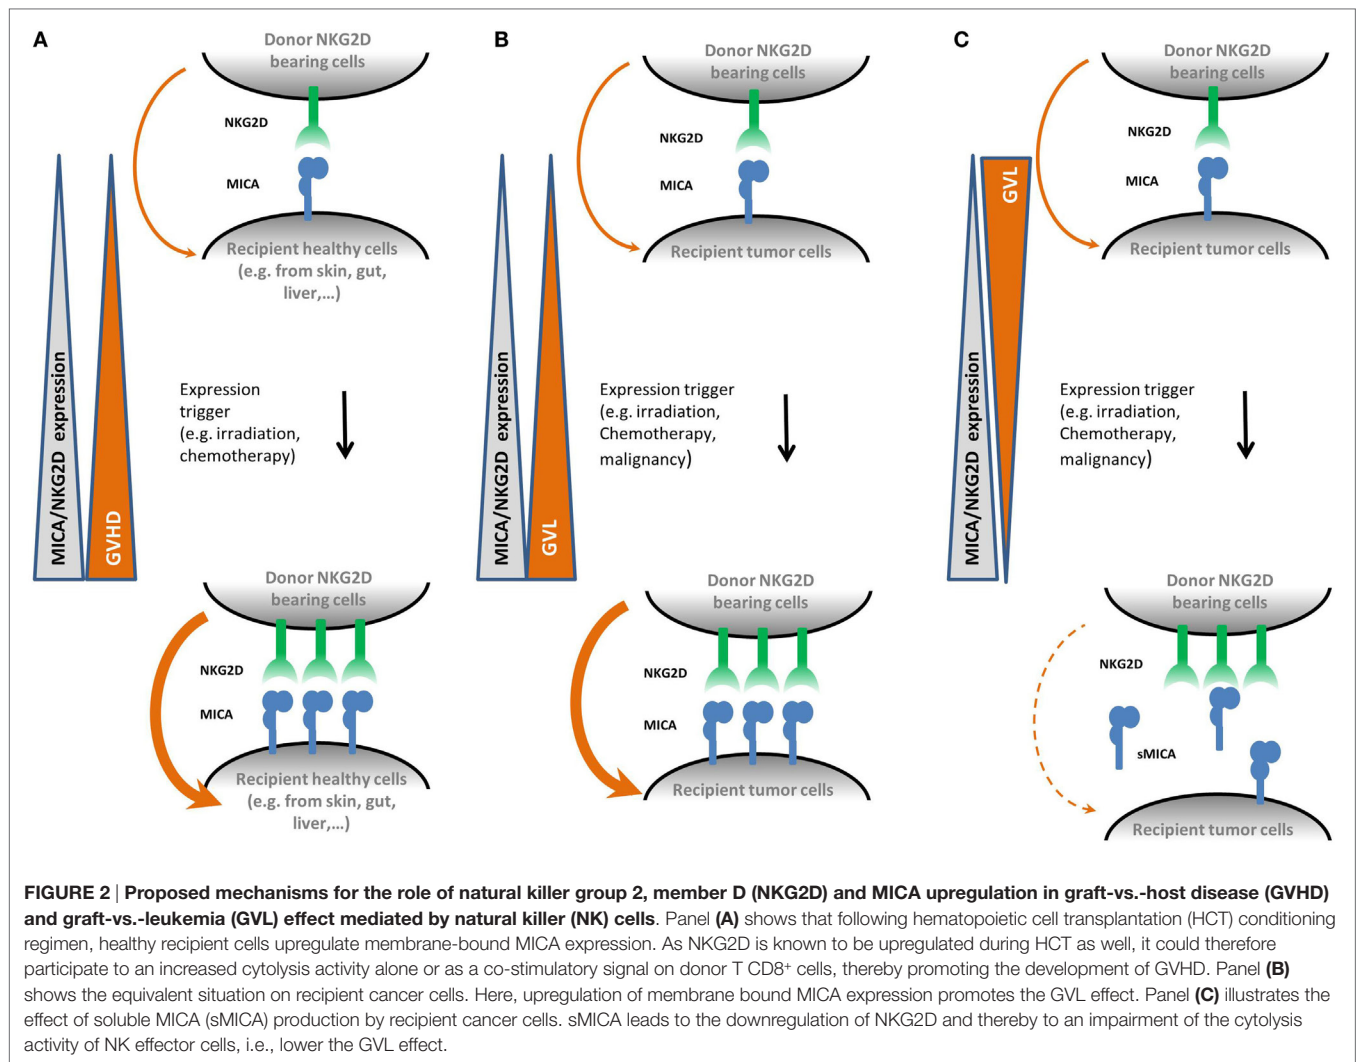 A
Donor NKG2D
bearing cells
NKG2D
MICA
Recipient healthy cells
(e.g. from skin, gut,
liver,...)
MICA/NKG2D expression
GVHD
Expression
trigger
(e.g. irradiation,
chemotherapy)
Donor NKG2D
bearing cells
NKG2D
MICA
Recipient healthy cells
(e.g. from skin, gut,
liver,...)
B
Donor NKG2D
bearing cells
NKG2D
MICA
Recipient tumor cells
MICA/NKG2D expression
GVL
Expression trigger
(e.g. irradiation,
Chemotherapy,
malignancy)
Donor NKG2D
bearing cells
NKG2D
MICA
Recipient tumor cells
C
Donor NKG2D
bearing cells
NKG2D
MICA
Recipient tumor cells
MICA/NKG2D expression
GVL
Expression trigger
(e.g. irradiation,
Chemotherapy,
malignancy)
Donor NKG2D
bearing cells
NKG2D
sMICA
Recipient tumor cells
FIGURE 2 | Proposed mechanisms for the role of natural killer group 2, member D (NKG2D) and MICA upregulation in graft-vs.-host disease (GVHD)
and graft-vs.-leukemia (GVL) effect mediated by natural killer (NK) cells. Panel (A) shows that following hematopoietic cell transplantation (HCT) conditioning
regimen, healthy recipient cells upregulate membrane-bound MICA expression. As NKG2D is known to be upregulated during HCT as well, it could therefore
participate to an increased cytolysis activity alone or as a co-stimulatory signal on donor T CD8⁺ cells, thereby promoting the development of GVHD. Panel (B)
shows the equivalent situation on recipient cancer cells. Here, upregulation of membrane bound MICA expression promotes the GVL effect. Panel (C) illustrates the
effect of soluble MICA (sMICA) production by recipient cancer cells. sMICA leads to the downregulation of NKG2D and thereby to an impairment of the cytolysis
activity of NK effector cells, i.e., lower the GVL effect.